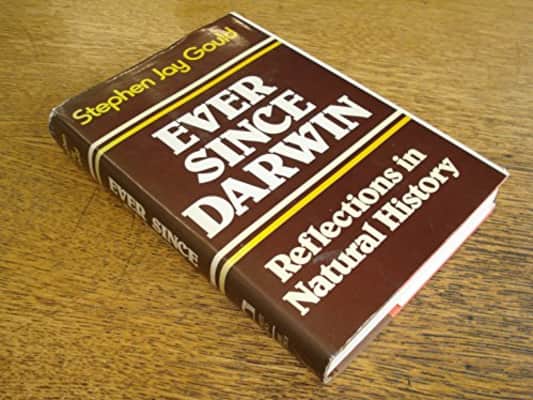 Stephen Jay Gould
EVER
SINCE
DARWIN
Reflections in
Natural History
EVER SINCE